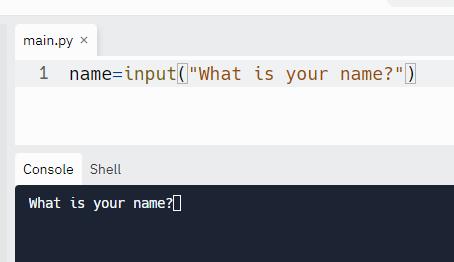 main.py ×
1 name=input("What is your name?")
Console Shell
What is your name?